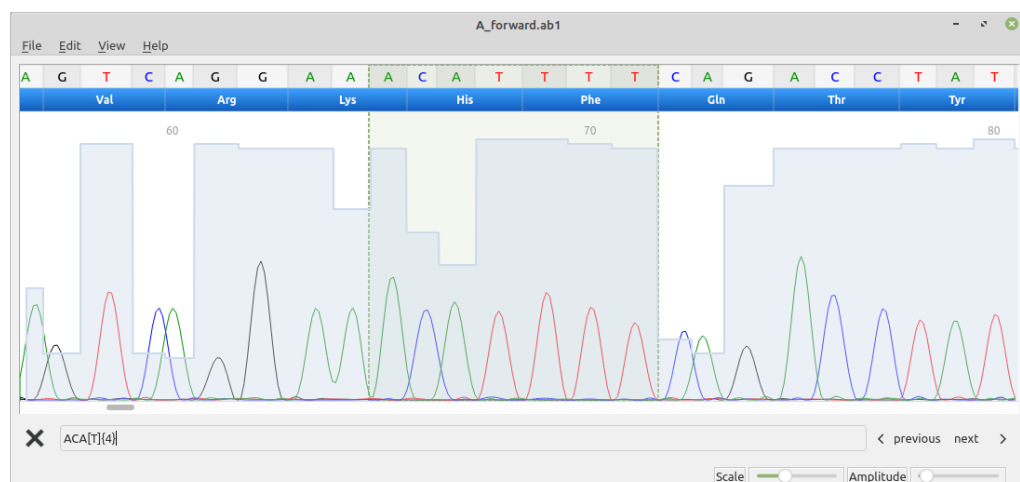 A_forward.ab1
File Edit View Help
A G T C A G G A A A C A T T T T C A G A C C T A T
Val Arg Lys His Phe Gln Thr Tyr
60 70 80
ACA[T]{4}
previous next
Scale Amplitude